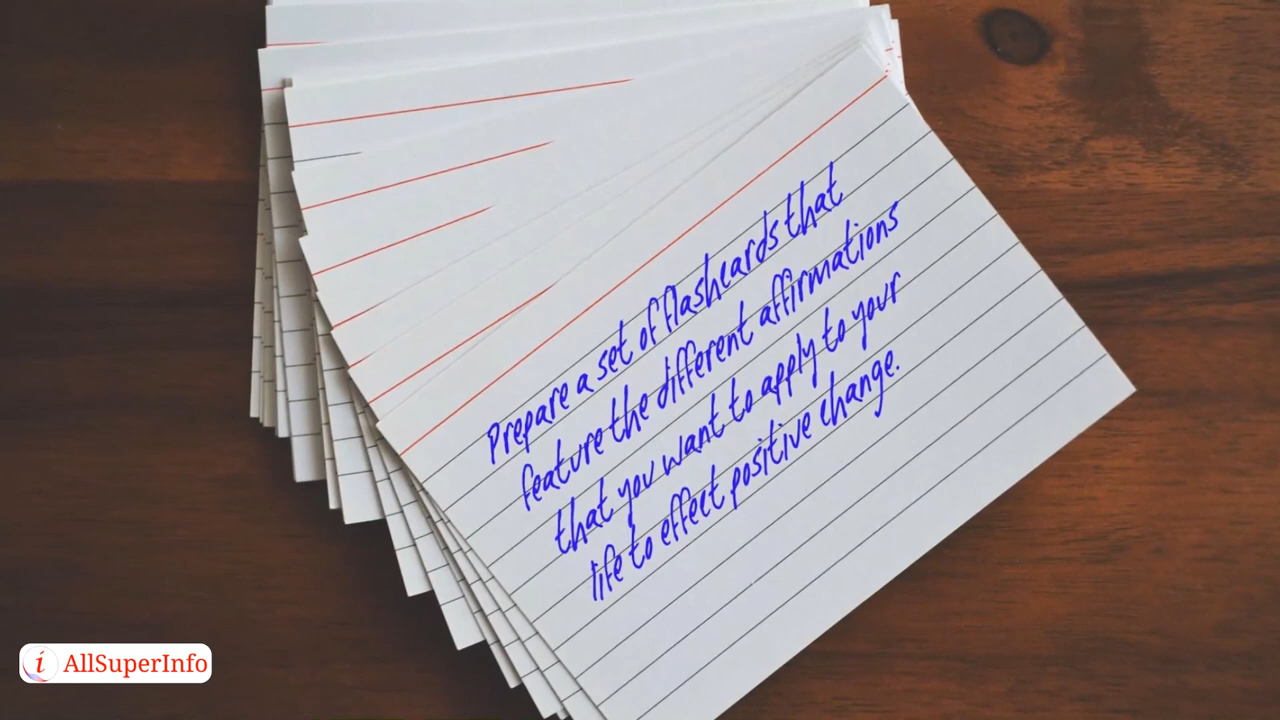 Prepare a set of flashcards that
feature the different affirmations
that you want to apply to your
life to effect positive change.
i AllSuperInfo